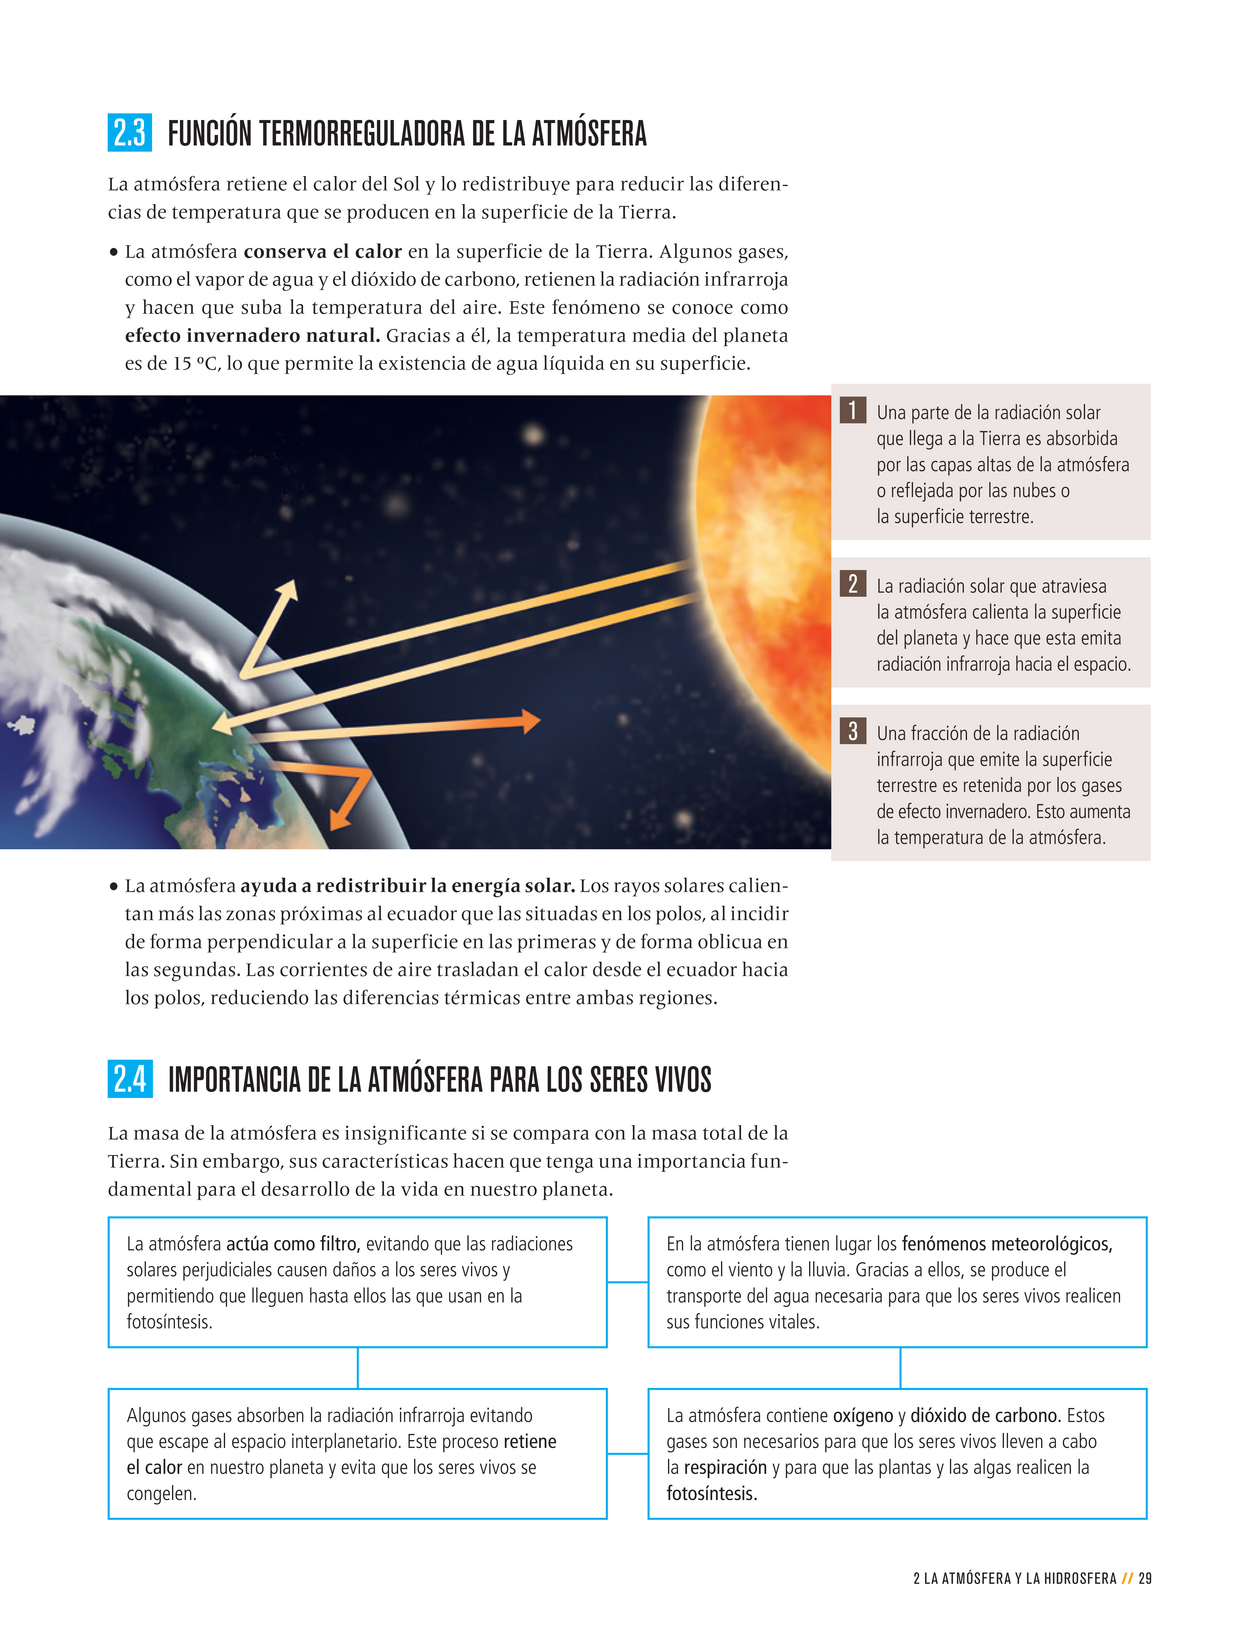 2.3 FUNCIÓN TERMORREGULADORA DE LA ATMÓSFERA
La atmósfera retiene el calor del Sol y lo redistribuye para reducir las diferen-
cias de temperatura que se producen en la superficie de la Tierra.
• La atmósfera conserva el calor en la superficie de la Tierra. Algunos gases,
como el vapor de agua y el dióxido de carbono, retienen la radiación infrarroja
y hacen que suba la temperatura del aire. Este fenómeno se conoce como
efecto invernadero natural. Gracias a él, la temperatura media del planeta
es de 15 ºC, lo que permite la existencia de agua líquida en su superficie.
1 Una parte de la radiación solar
que llega a la Tierra es absorbida
por las capas altas de la atmósfera
o reflejada por las nubes o
la superficie terrestre.
2 La radiación solar que atraviesa
la atmósfera calienta la superficie
del planeta y hace que esta emita
radiación infrarroja hacia el espacio.
3 Una fracción de la radiación
infrarroja que emite la superficie
terrestre es retenida por los gases
de efecto invernadero. Esto aumenta
la temperatura de la atmósfera.
• La atmósfera ayuda a redistribuir la energía solar. Los rayos solares calien-
tan más las zonas próximas al ecuador que las situadas en los polos, al incidir
de forma perpendicular a la superficie en las primeras y de forma oblicua en
las segundas. Las corrientes de aire trasladan el calor desde el ecuador hacia
los polos, reduciendo las diferencias térmicas entre ambas regiones.
2.4 IMPORTANCIA DE LA ATMÓSFERA PARA LOS SERES VIVOS
La masa de la atmósfera es insignificante si se compara con la masa total de la
Tierra. Sin embargo, sus características hacen que tenga una importancia fun-
damental para el desarrollo de la vida en nuestro planeta.
La atmósfera actúa como filtro, evitando que las radiaciones
solares perjudiciales causen daños a los seres vivos y
permitiendo que lleguen hasta ellos las que usan en la
fotosíntesis.
En la atmósfera tienen lugar los fenómenos meteorológicos,
como el viento y la lluvia. Gracias a ellos, se produce el
transporte del agua necesaria para que los seres vivos realicen
sus funciones vitales.
Algunos gases absorben la radiación infrarroja evitando
que escape al espacio interplanetario. Este proceso retiene
el calor en nuestro planeta y evita que los seres vivos se
congelen.
La atmósfera contiene oxígeno y dióxido de carbono. Estos
gases son necesarios para que los seres vivos lleven a cabo
la respiración y para que las plantas y las algas realicen la
fotosíntesis.
2 LA ATMÓSFERA Y LA HIDROSFERA // 29